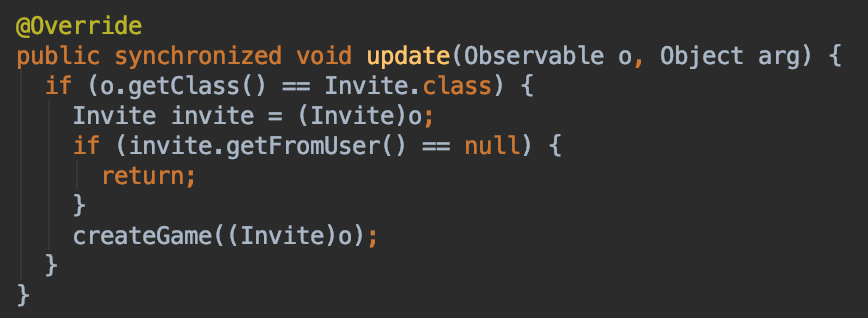 @Override
public synchronized void update(Observable o, Object arg) {
  if (o.getClass() == Invite.class) {
    Invite invite = (Invite)o;
    if (invite.getFromUser() == null) {
      return;
    }
    createGame((Invite)o);
  }
}